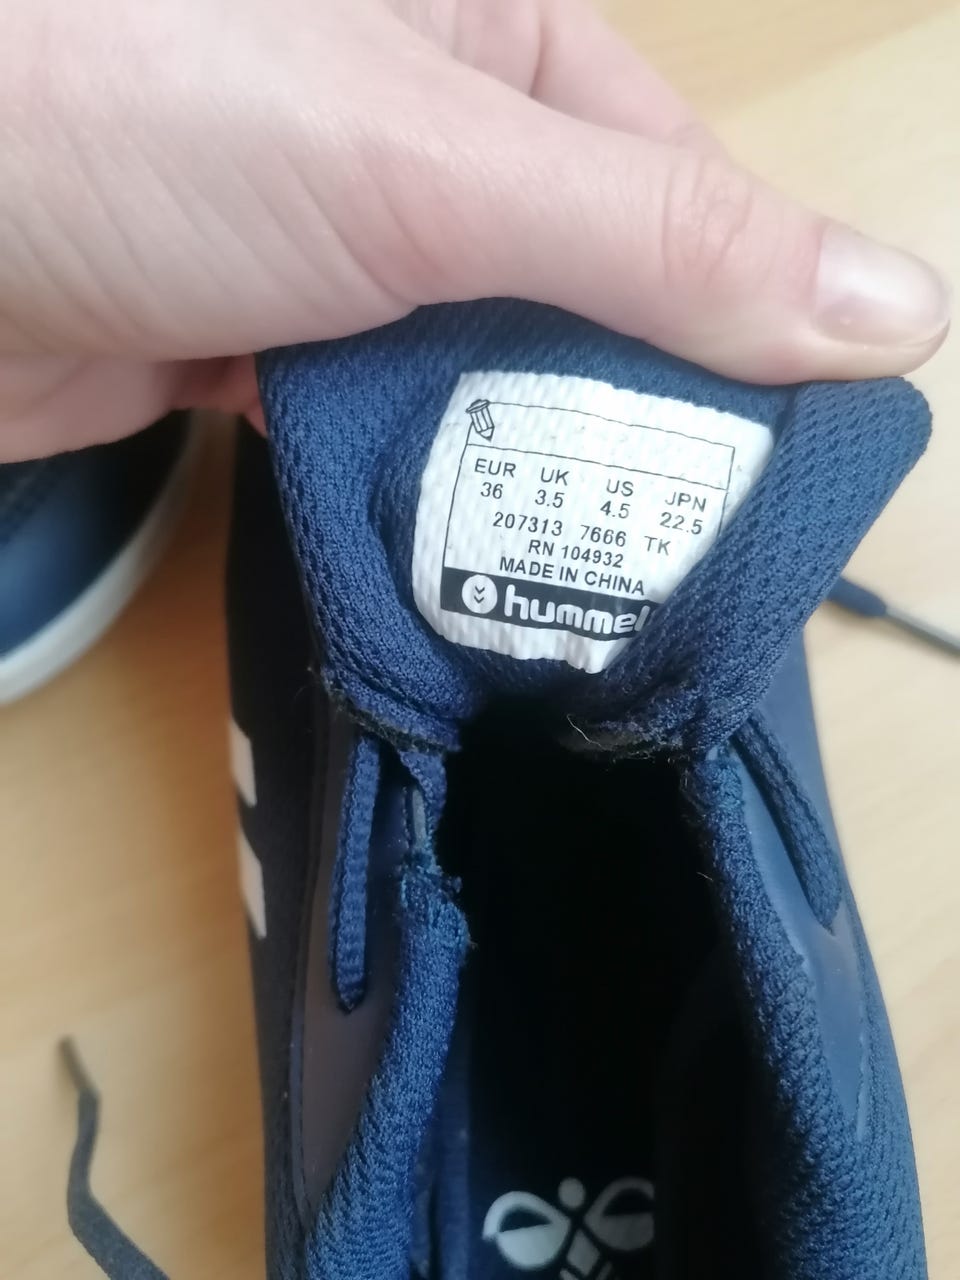 EUR UK US JPN
36 3.5 4.5 22.5
207313 7666 TK
RN 104932
MADE IN CHINA
hummel